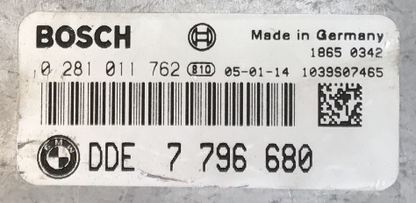 BOSCH Made in Germany
1865 0342
0 281 011 762 810 05-01-14 1039S07465
BMW DDE 7 796 680